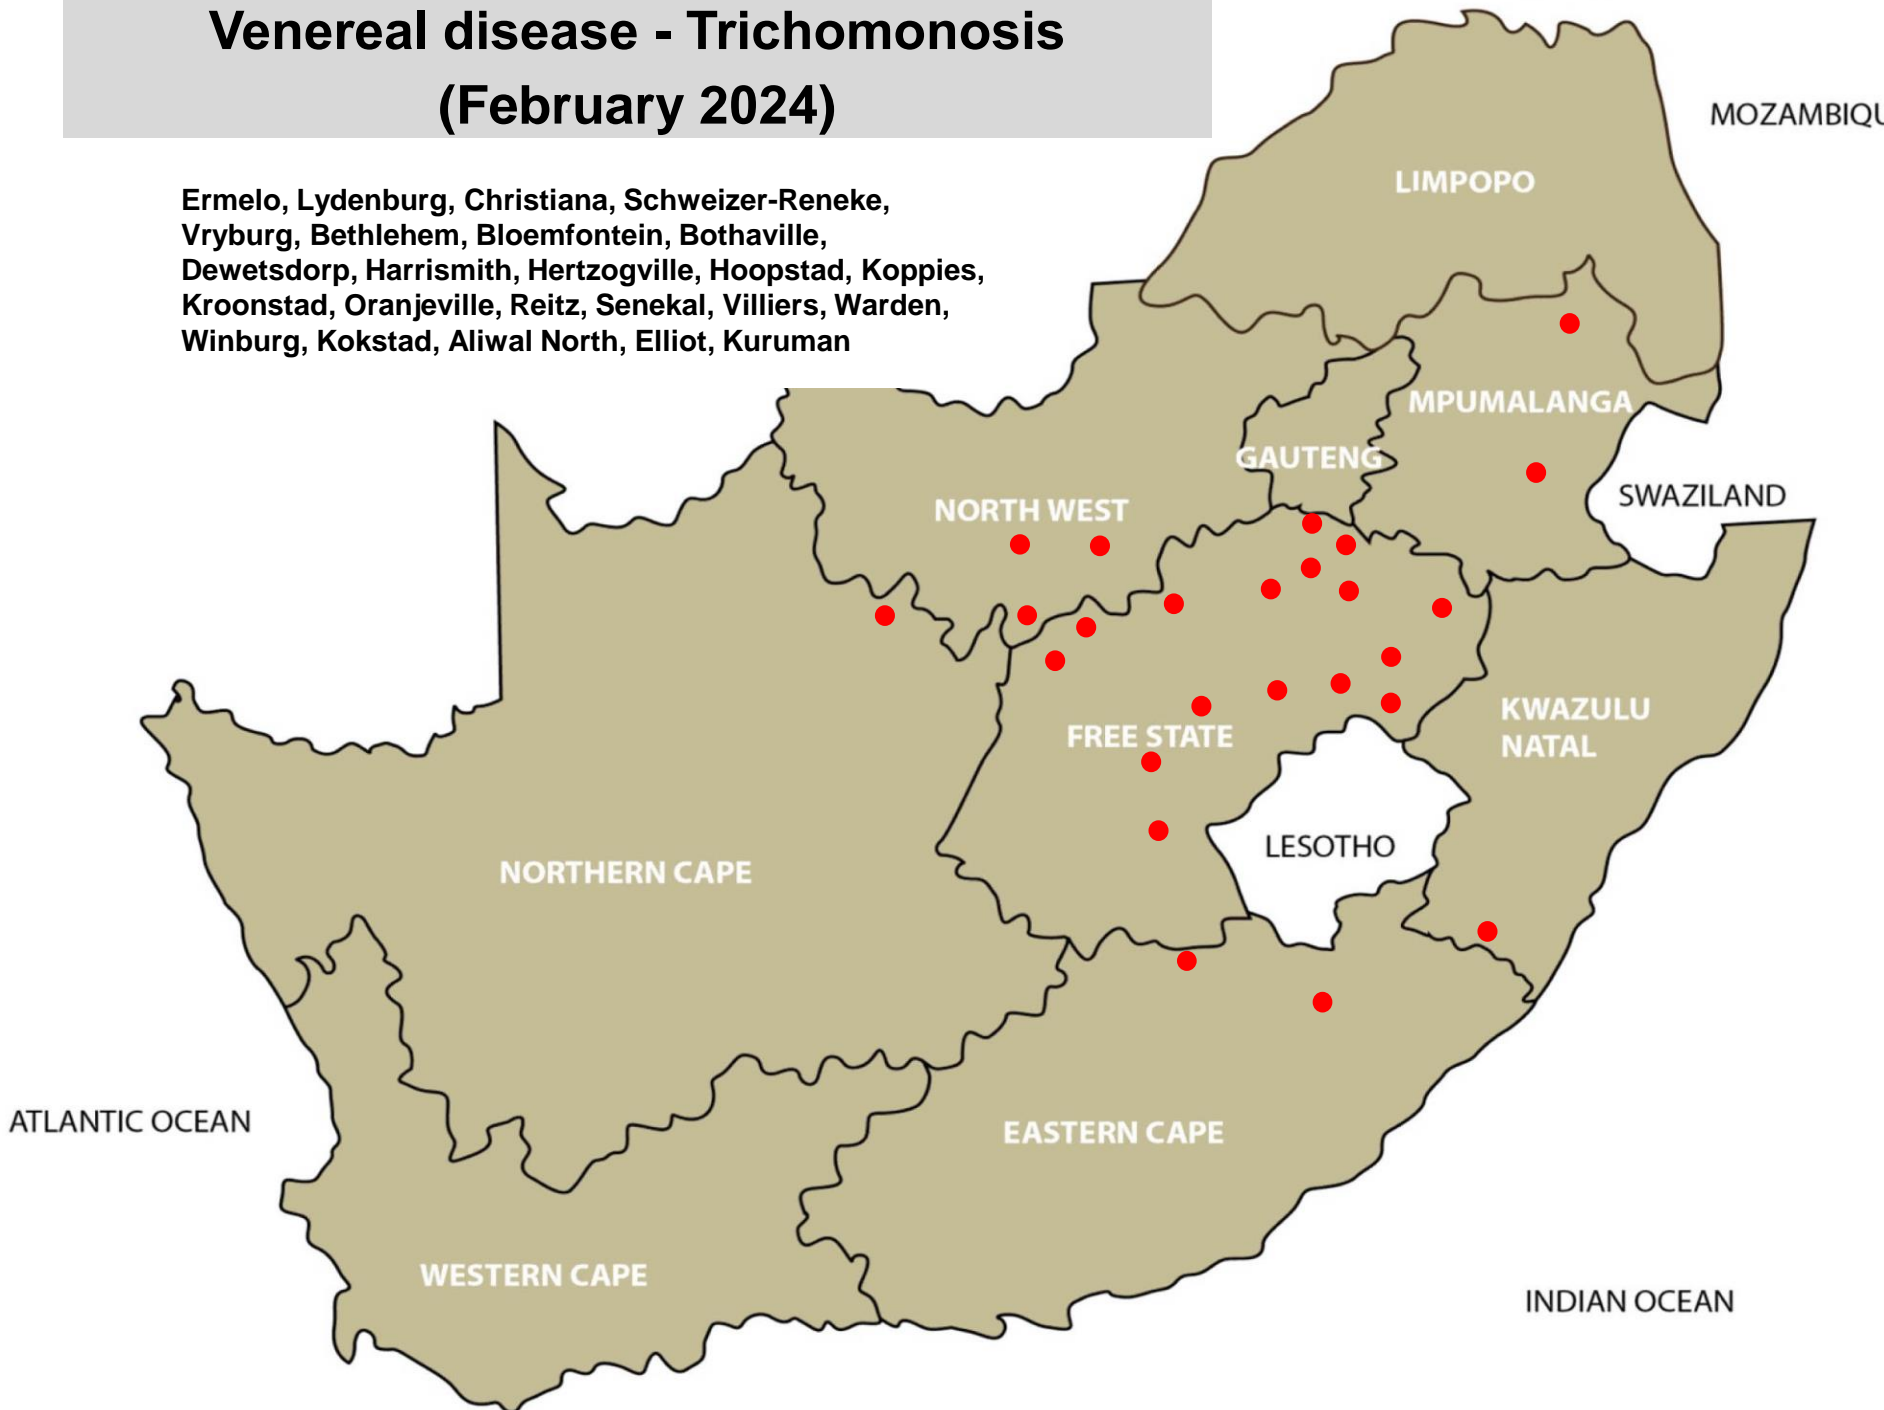 Venereal disease - Trichomonosis
(February 2024)
Ermelo, Lydenburg, Christiana, Schweizer-Reneke,
Vryburg, Bethlehem, Bloemfontein, Bothaville,
Dewetsdorp, Harrismith, Hertzogville, Hoopstad, Koppies,
Kroonstad, Oranjeville, Reitz, Senekal, Villiers, Warden,
Winburg, Kokstad, Aliwal North, Elliot, Kuruman
MOZAMBIQU
LIMPOPO
MPUMALANGA
GAUTENG
SWAZILAND
NORTH WEST
KWAZULU
NATAL
FREE STATE
LESOTHO
NORTHERN CAPE
ATLANTIC OCEAN
EASTERN CAPE
WESTERN CAPE
INDIAN OCEAN